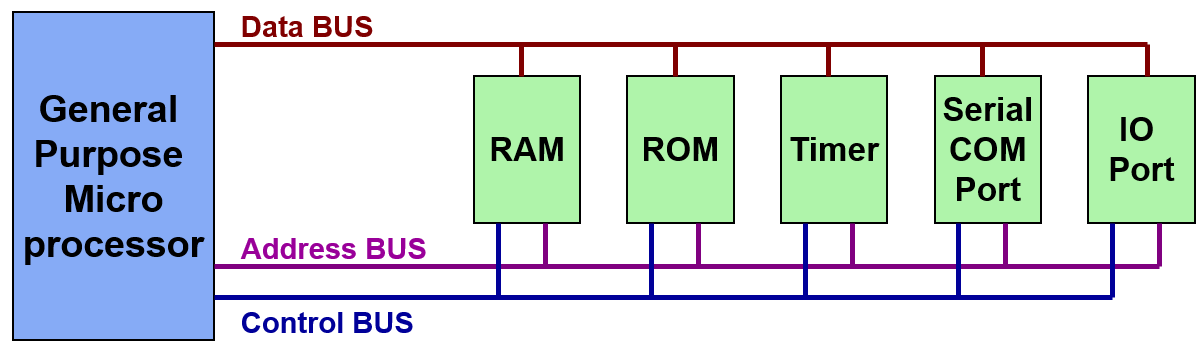 Data BUS
General
Purpose
Micro
processor
RAM
ROM
Timer
Serial
COM
Port
IO
Port
Address BUS
Control BUS